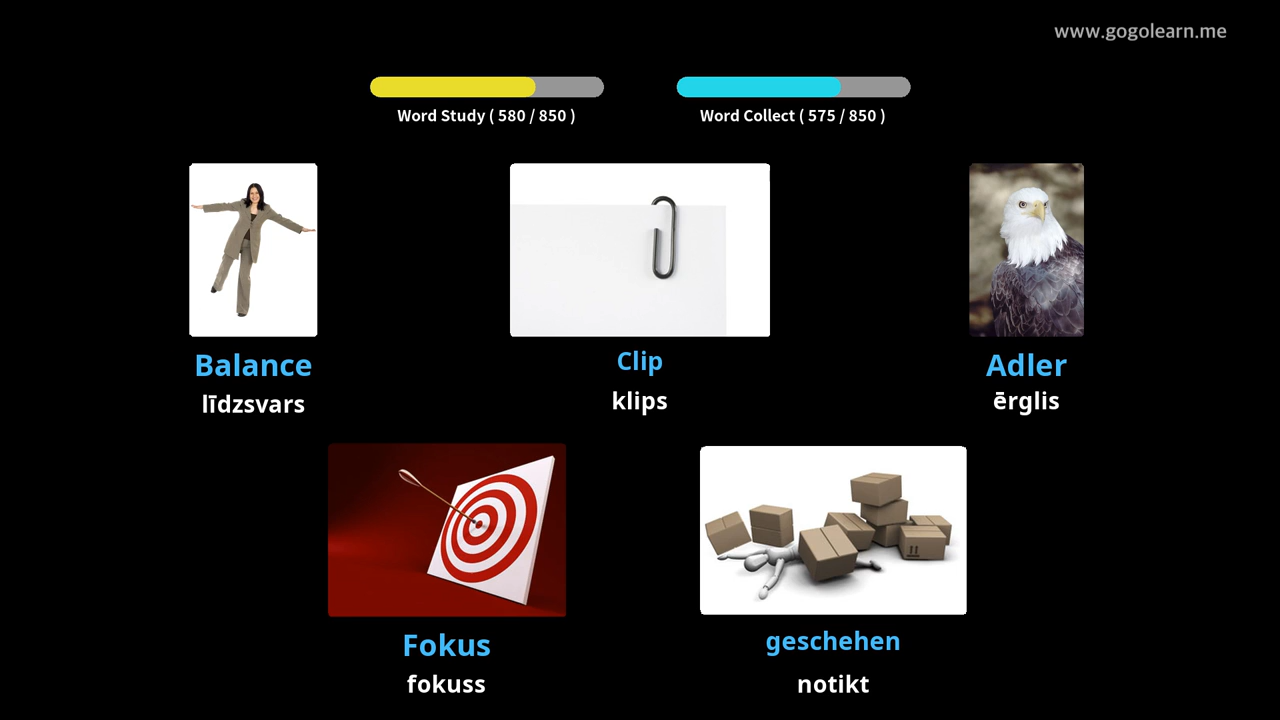 www.gogolearn.me
Word Study ( 580 / 850 )
Word Collect ( 575 / 850 )
Balance
līdzsvars
Clip
klips
Adler
ērglis
Fokus
fokuss
geschehen
notikt